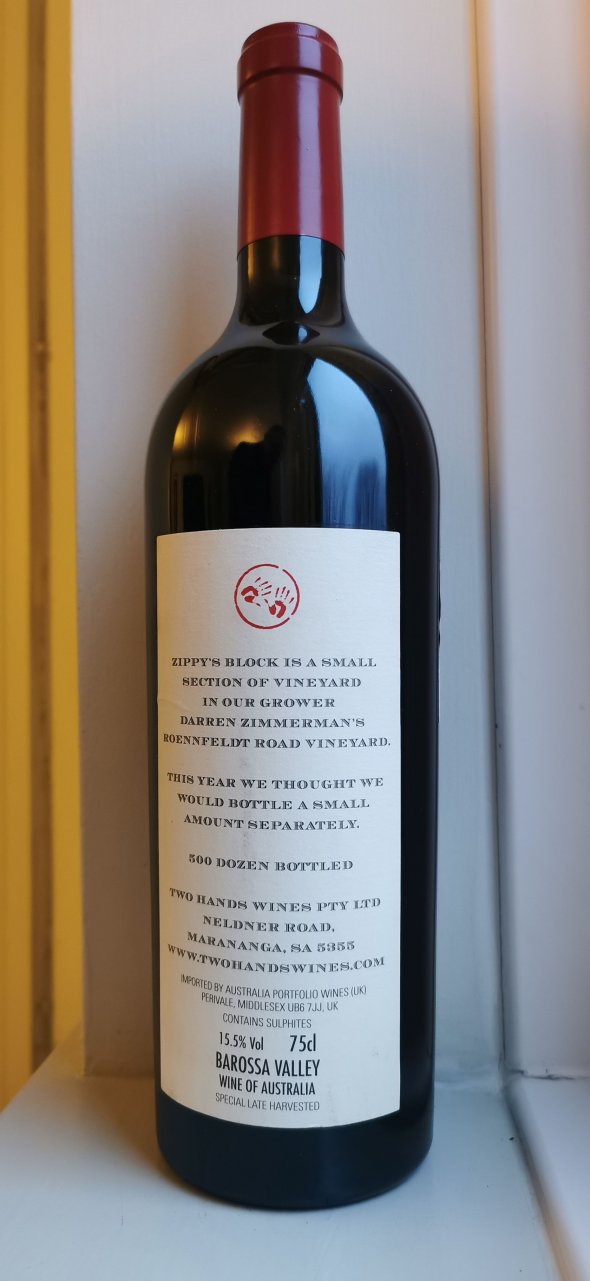 ZIPPY'S BLOCK IS A SMALL
SECTION OF VINEYARD
IN OUR GROWER
DARREN ZIMMERMAN'S
ROENNFELDT ROAD VINEYARD.
THIS YEAR WE THOUGHT WE
WOULD BOTTLE A SMALL
AMOUNT SEPARATELY.
500 DOZEN BOTTLED
TWO HANDS WINES PTY LTD
NELDNER ROAD,
MARANANGA, SA 5355
WWW.TWOHANDSWINES.COM
IMPORTED BY AUSTRALIA PORTFOLIO WINES (UK)
PERIVALE, MIDDLESEX UB6 7JJ, UK
CONTAINS SULPHITES
15.5% Vol 75cl
BAROSSA VALLEY
WINE OF AUSTRALIA
SPECIAL LATE HARVESTED